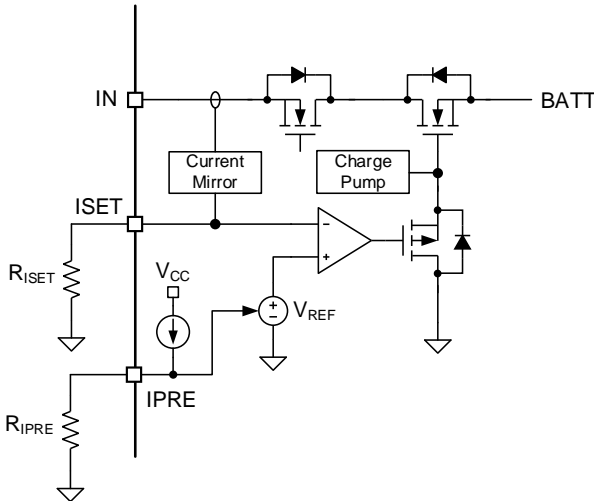 IN
BATT
Current
Mirror
Charge
Pump
ISET
RISET
VCC
VREF
IPRE
RIPRE